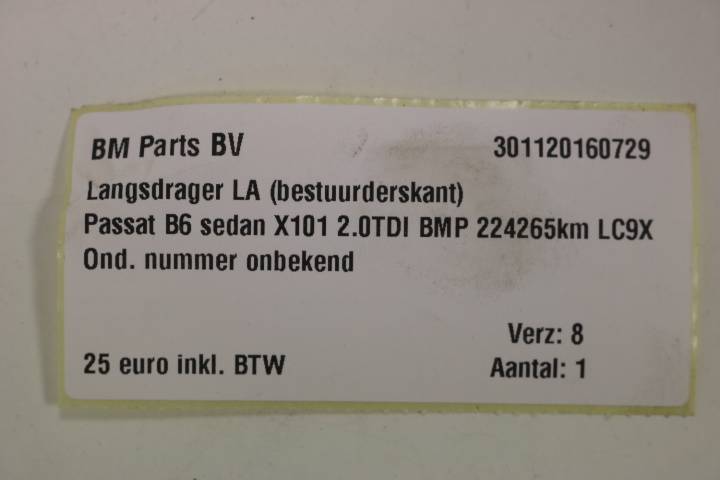 BM Parts BV 301120160729
Langsdrager LA (bestuurderskant)
Passat B6 sedan X101 2.0TDI BMP 224265km LC9X
Ond. nummer onbekend
Verz: 8
25 euro inkl. BTW Aantal: 1